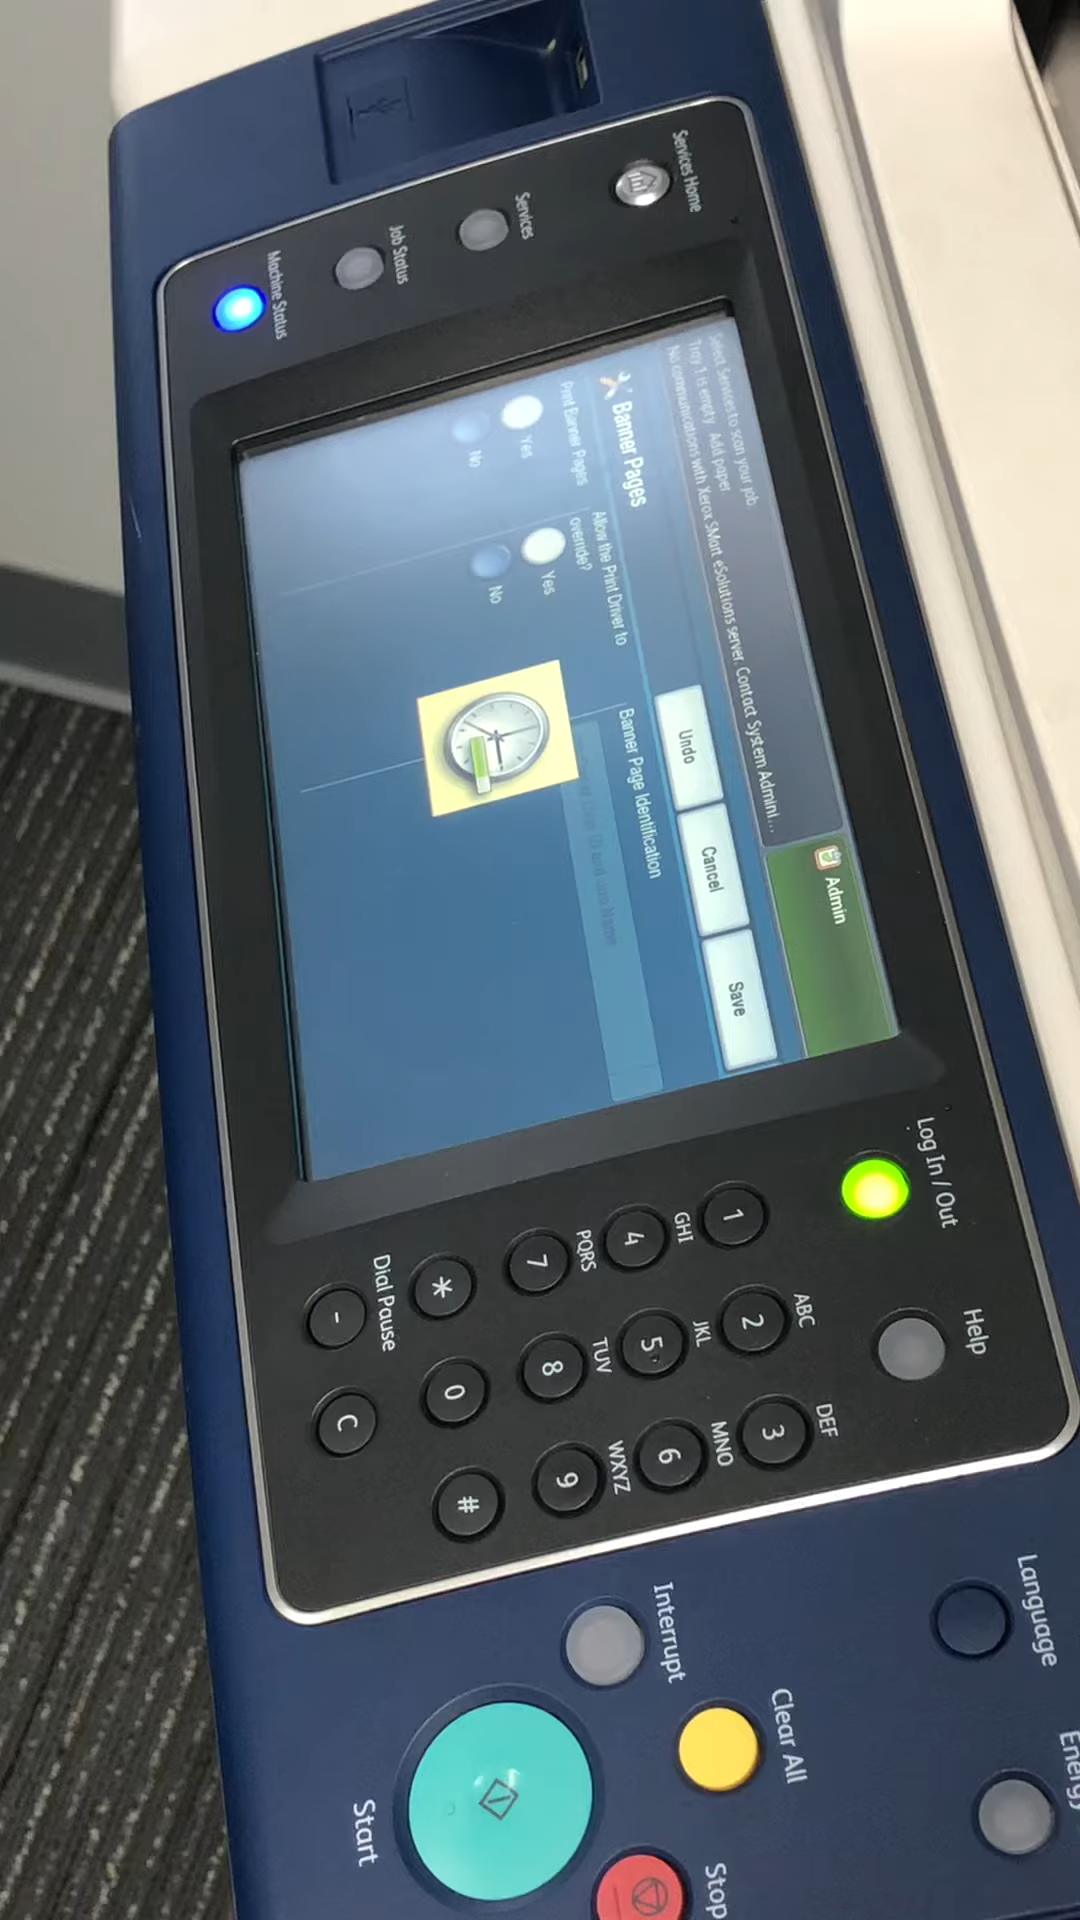 Services Home
Services
Job Status
Machine Status
Select Services to scan your job.
Tray 1 is empty. Add paper.
No communications with Xerox SMart eSolutions server. Contact System Admini...
Admin
Banner Pages
Undo
Cancel
Save
Print Banner Pages
Yes
No
Allow the Print Driver to
override?
Yes
No
Banner Page Identification
Name
Log In / Out
Help
1
ABC
2
DEF
3
GHI
4
JKL
5
MNO
6
PQRS
7
TUV
8
WXYZ
9
*
0
#
Dial Pause
-
C
Language
Energy
Interrupt
Clear All
Start
Stop